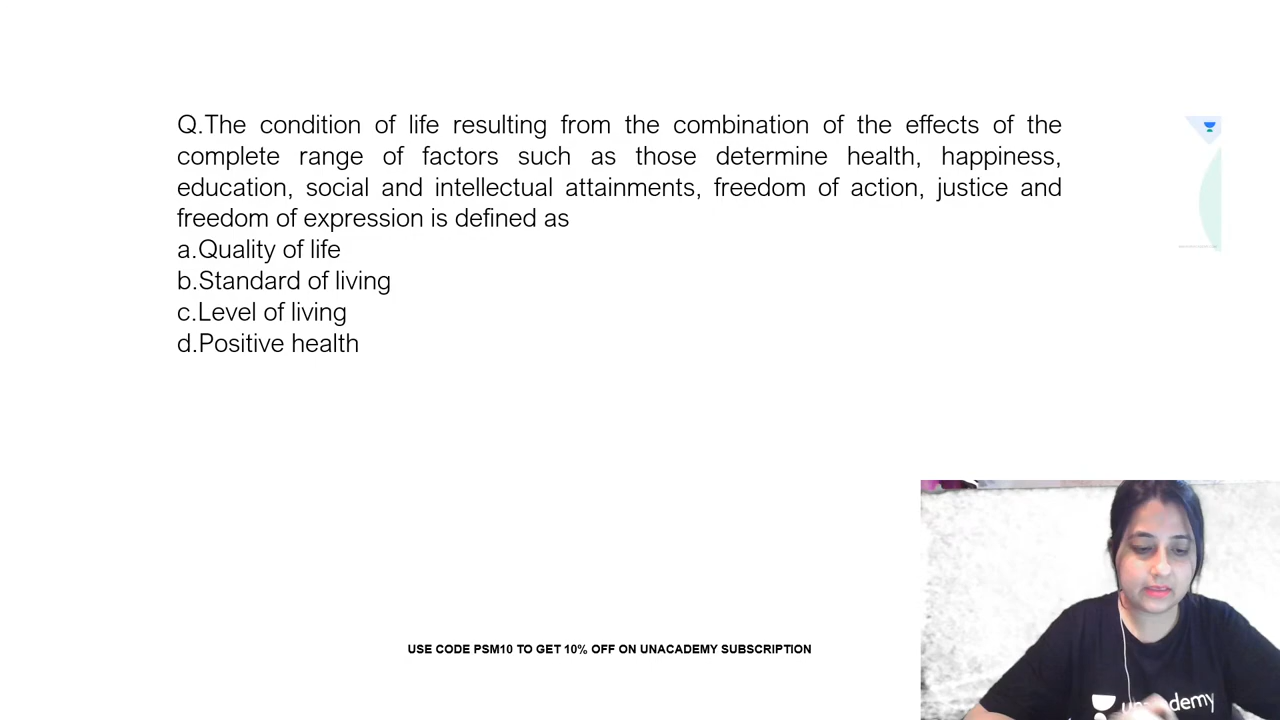 Q.The condition of life resulting from the combination of the effects of the
complete range of factors such as those determine health, happiness,
education, social and intellectual attainments, freedom of action, justice and
freedom of expression is defined as
a.Quality of life
b.Standard of living
c.Level of living
d.Positive health
USE CODE PSM10 TO GET 10% OFF ON UNACADEMY SUBSCRIPTION